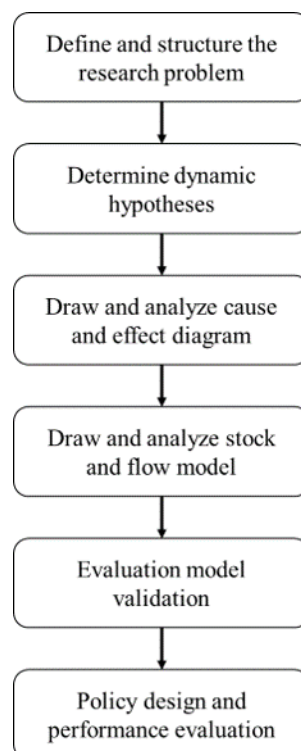 Define and structure the
research problem
Determine dynamic
hypotheses
Draw and analyze cause
and effect diagram
Draw and analyze stock
and flow model
Evaluation model
validation
Policy design and
performance evaluation